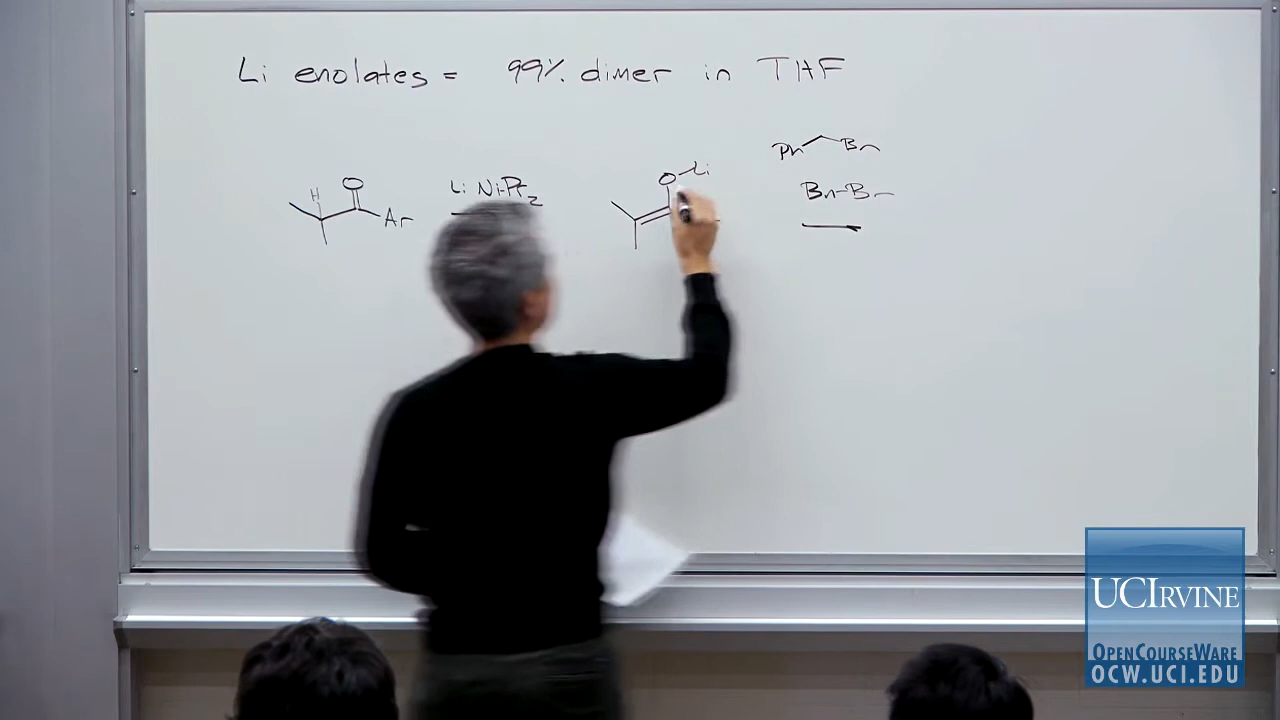 Li enolates = 99% dimer in THF
Ph Br
O Li
H O Li NiPr2 Bn-Br
Ar
UCIRVINE
OPENCOURSEWARE
OCW.UCI.EDU